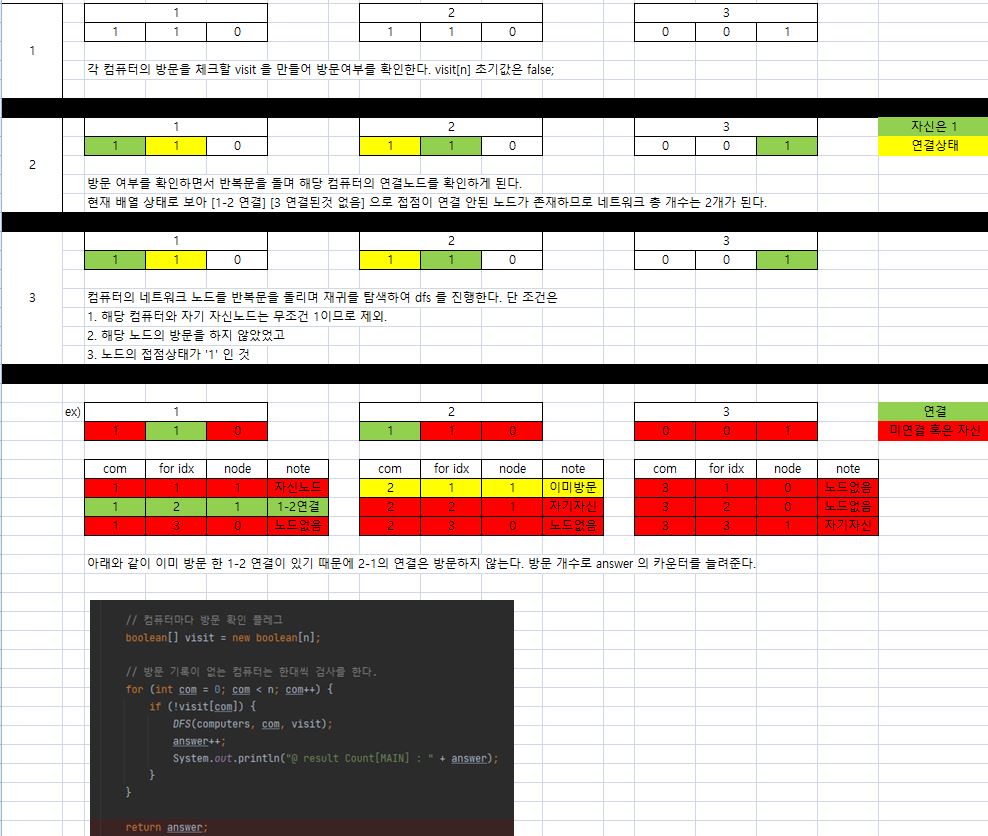 1 2 3
1 1 1 0 1 1 0 0 0 1
각 컴퓨터의 방문을 체크할 visit 을 만들어 방문여부를 확인한다. visit[n] 초기값은 false;
1 2 3 자신은 1
2 1 1 0 1 1 0 0 0 1 연결상태
방문 여부를 확인하면서 반복문을 돌며 해당 컴퓨터의 연결노드를 확인하게 된다.
현재 배열 상태로 보아 [1-2 연결] [3 연결된것 없음] 으로 접점이 연결 안된 노드가 존재하므로 네트워크 총 개수는 2개가 된다.
1 2 3
1 1 0 1 1 0 0 0 1
3 컴퓨터의 네트워크 노드를 반복문을 돌리며 재귀를 탐색하여 dfs 를 진행한다. 단 조건은
1. 해당 컴퓨터와 자기 자신노드는 무조건 1이므로 제외.
2. 해당 노드의 방문을 하지 않았었고
3. 노드의 접점상태가 '1' 인 것
ex) 1 2 3 연결
1 1 0 1 1 0 0 0 1 미연결 혹은 자신
com for idx node note com for idx node note com for idx node note
1 1 1 자신노드 2 1 1 이미방문 3 1 0 노드없음
1 2 1 1-2연결 2 2 1 자기자신 3 2 0 노드없음
1 3 0 노드없음 2 3 0 노드없음 3 3 1 자기자신
아래와 같이 이미 방문 한 1-2 연결이 있기 때문에 2-1의 연결은 방문하지 않는다. 방문 개수로 answer 의 카운터를 늘려준다.
// 컴퓨터마다 방문 확인 플레그
boolean[] visit = new boolean[n];
// 방문 기록이 없는 컴퓨터는 한대씩 검사를 한다.
for (int com = 0; com < n; com++) {
if (!visit[com]) {
DFS(computers, com, visit);
answer++;
System.out.println("@ result Count[MAIN] : " + answer);
}
}
return answer;